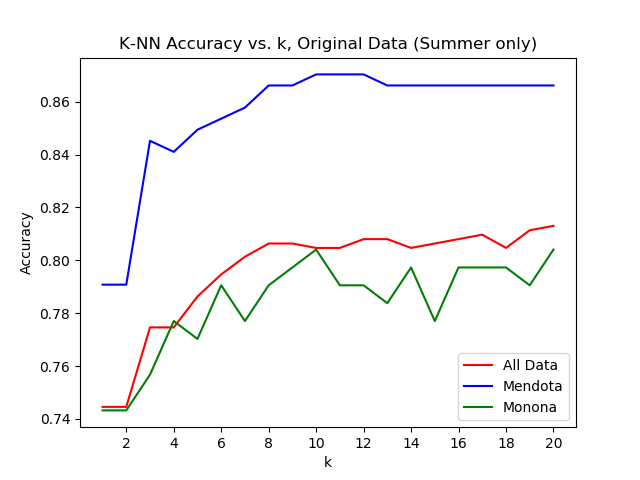 K-NN Accuracy vs. k, Original Data (Summer only)
Accuracy
0.86
0.84
0.82
0.80
0.78
0.76
0.74
All Data
Mendota
Monona
2 4 6 8 10 12 14 16 18 20
k